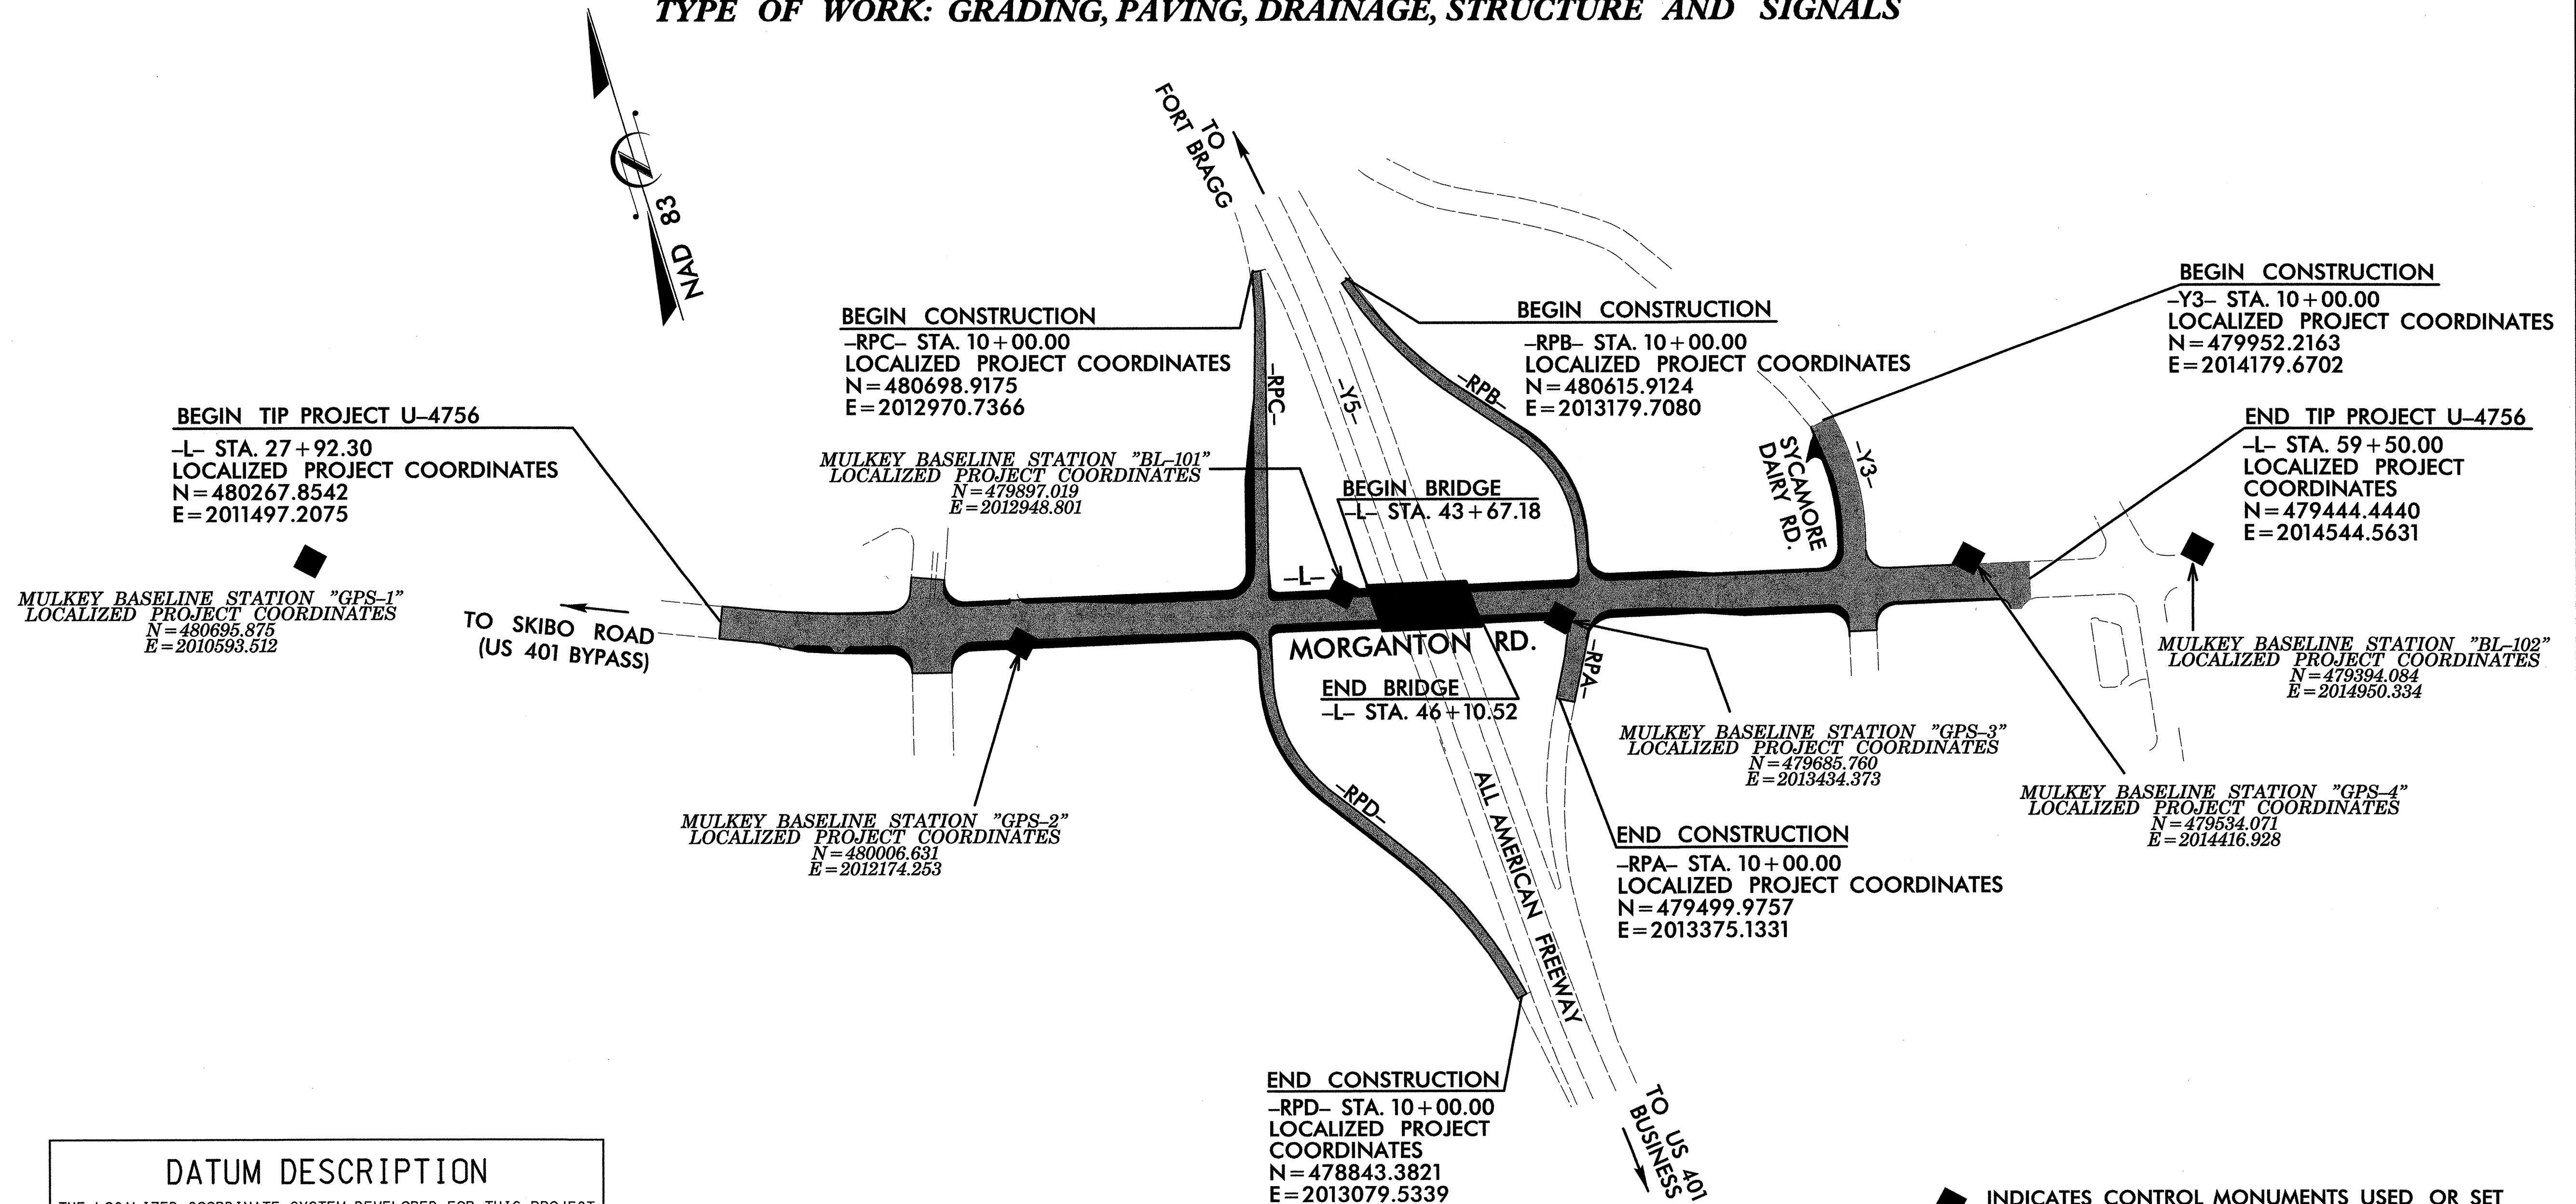 TYPE OF WORK: GRADING, PAVING, DRAINAGE, STRUCTURE AND SIGNALS
NAD 83
TO
FORT BRAGG
BEGIN CONSTRUCTION
-Y3- STA. 10+00.00
LOCALIZED PROJECT COORDINATES
N=479952.2163
E=2014179.6702
BEGIN CONSTRUCTION
-RPC- STA. 10+00.00
LOCALIZED PROJECT COORDINATES
N=480698.9175
E=2012970.7366
BEGIN CONSTRUCTION
-RPB- STA. 10+00.00
LOCALIZED PROJECT COORDINATES
N=480615.9124
E=2013179.7080
-RPC-
-Y5-
-RPB-
BEGIN TIP PROJECT U-4756
-L- STA. 27+92.30
LOCALIZED PROJECT COORDINATES
N=480267.8542
E=2011497.2075
END TIP PROJECT U-4756
-L- STA. 59+50.00
LOCALIZED PROJECT
COORDINATES
N=479444.4440
E=2014544.5631
MULKEY BASELINE STATION "BL-101"
LOCALIZED PROJECT COORDINATES
N=479897.019
E=2012948.801
BEGIN BRIDGE
-L- STA. 43+67.18
SYCAMORE
DAIRY RD.
-Y3-
MULKEY BASELINE STATION "GPS-1"
LOCALIZED PROJECT COORDINATES
N=480695.875
E=2010593.512
TO SKIBO ROAD
(US 401 BYPASS)
-L-
MORGANTON RD.
-RPA-
END BRIDGE
-L- STA. 46+10.52
MULKEY BASELINE STATION "BL-102"
LOCALIZED PROJECT COORDINATES
N=479394.084
E=2014950.334
MULKEY BASELINE STATION "GPS-3"
LOCALIZED PROJECT COORDINATES
N=479685.760
E=2013434.373
MULKEY BASELINE STATION "GPS-4"
LOCALIZED PROJECT COORDINATES
N=479534.071
E=2014416.928
MULKEY BASELINE STATION "GPS-2"
LOCALIZED PROJECT COORDINATES
N=480006.631
E=2012174.253
-RPD-
ALL AMERICAN FREEWAY
END CONSTRUCTION
-RPA- STA. 10+00.00
LOCALIZED PROJECT COORDINATES
N=479499.9757
E=2013375.1331
END CONSTRUCTION
-RPD- STA. 10+00.00
LOCALIZED PROJECT
COORDINATES
N=478843.3821
E=2013079.5339
TO US 401
BUSINESS
DATUM DESCRIPTION
THE LOCALIZED COORDINATE SYSTEM DEVELOPED FOR THIS PROJECT
INDICATES CONTROL MONUMENTS USED OR SET